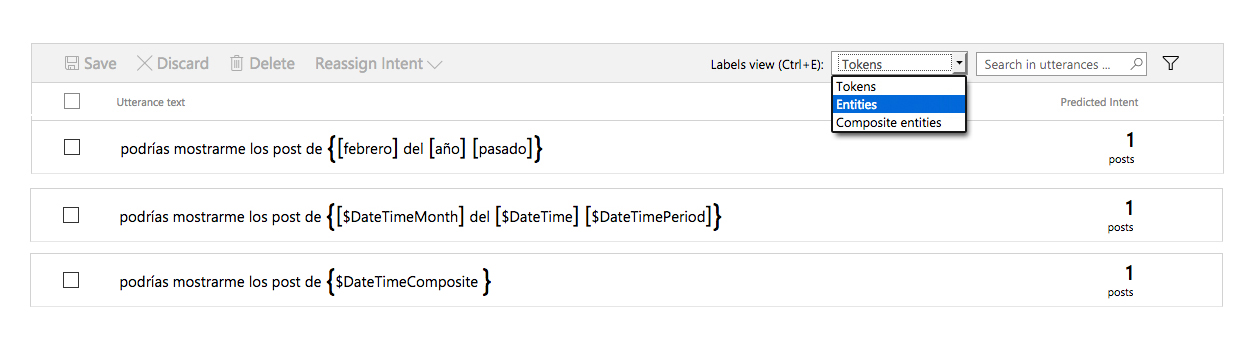 Save Discard Delete Reassign Intent Labels view (Ctrl+E): Tokens Search in utterances ...
Tokens
Utterance text Entities Predicted Intent
Composite entities
podrías mostrarme los post de {[febrero] del [año] [pasado]} 1
posts
podrías mostrarme los post de {[$DateTimeMonth] del [$DateTime] [$DateTimePeriod]} 1
posts
podrías mostrarme los post de {$DateTimeComposite } 1
posts